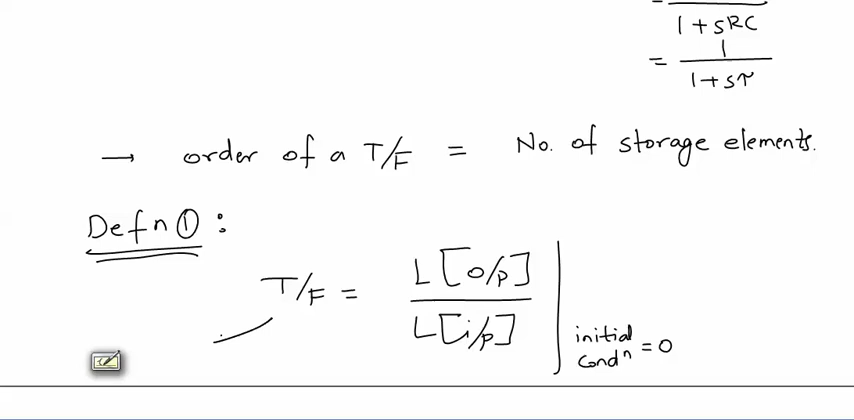 =
1 + sRC
= 1 / (1 + sτ)
→ order of a T/F = No. of storage elements.
Defn ① :
T/F = L[o/p] / L[i/p] | initial condⁿ = 0